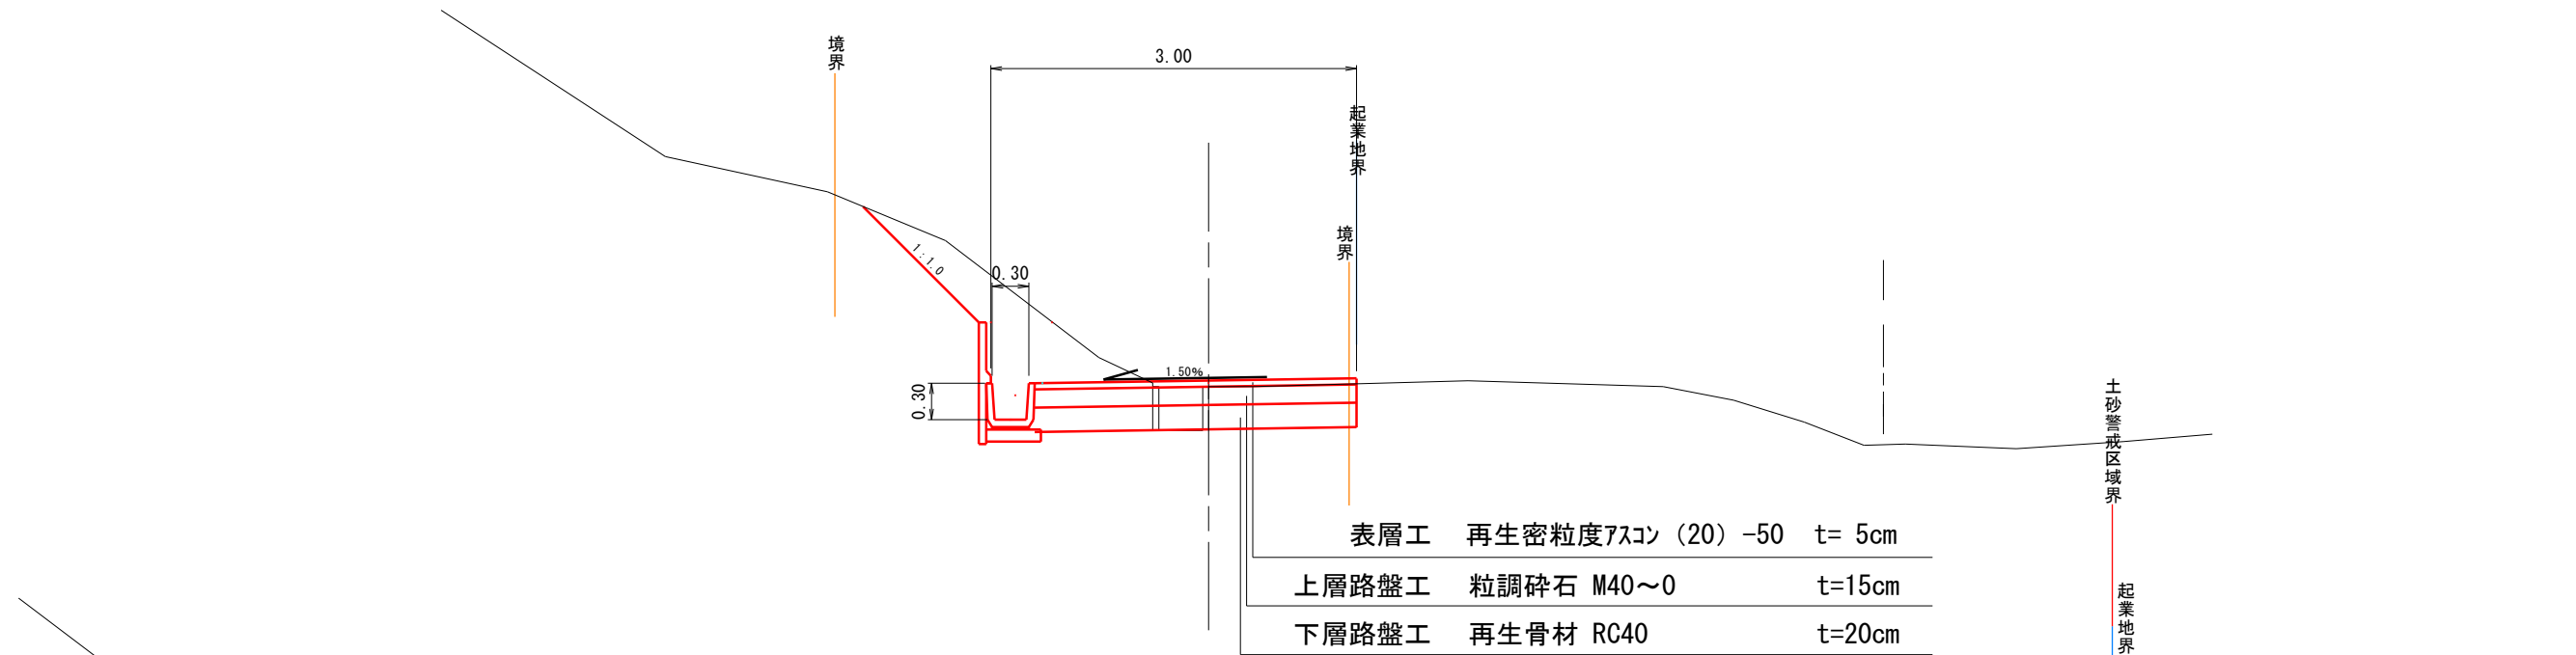 境界
3.00
起業地界
境界
1:1.0
0.30
1.50%
0.30
土砂警戒区域界
表層工 再生密粒度ｱｽｺﾝ（20）-50 t= 5cm
上層路盤工 粒調砕石 M40～0 t=15cm
下層路盤工 再生骨材 RC40 t=20cm
起業地界